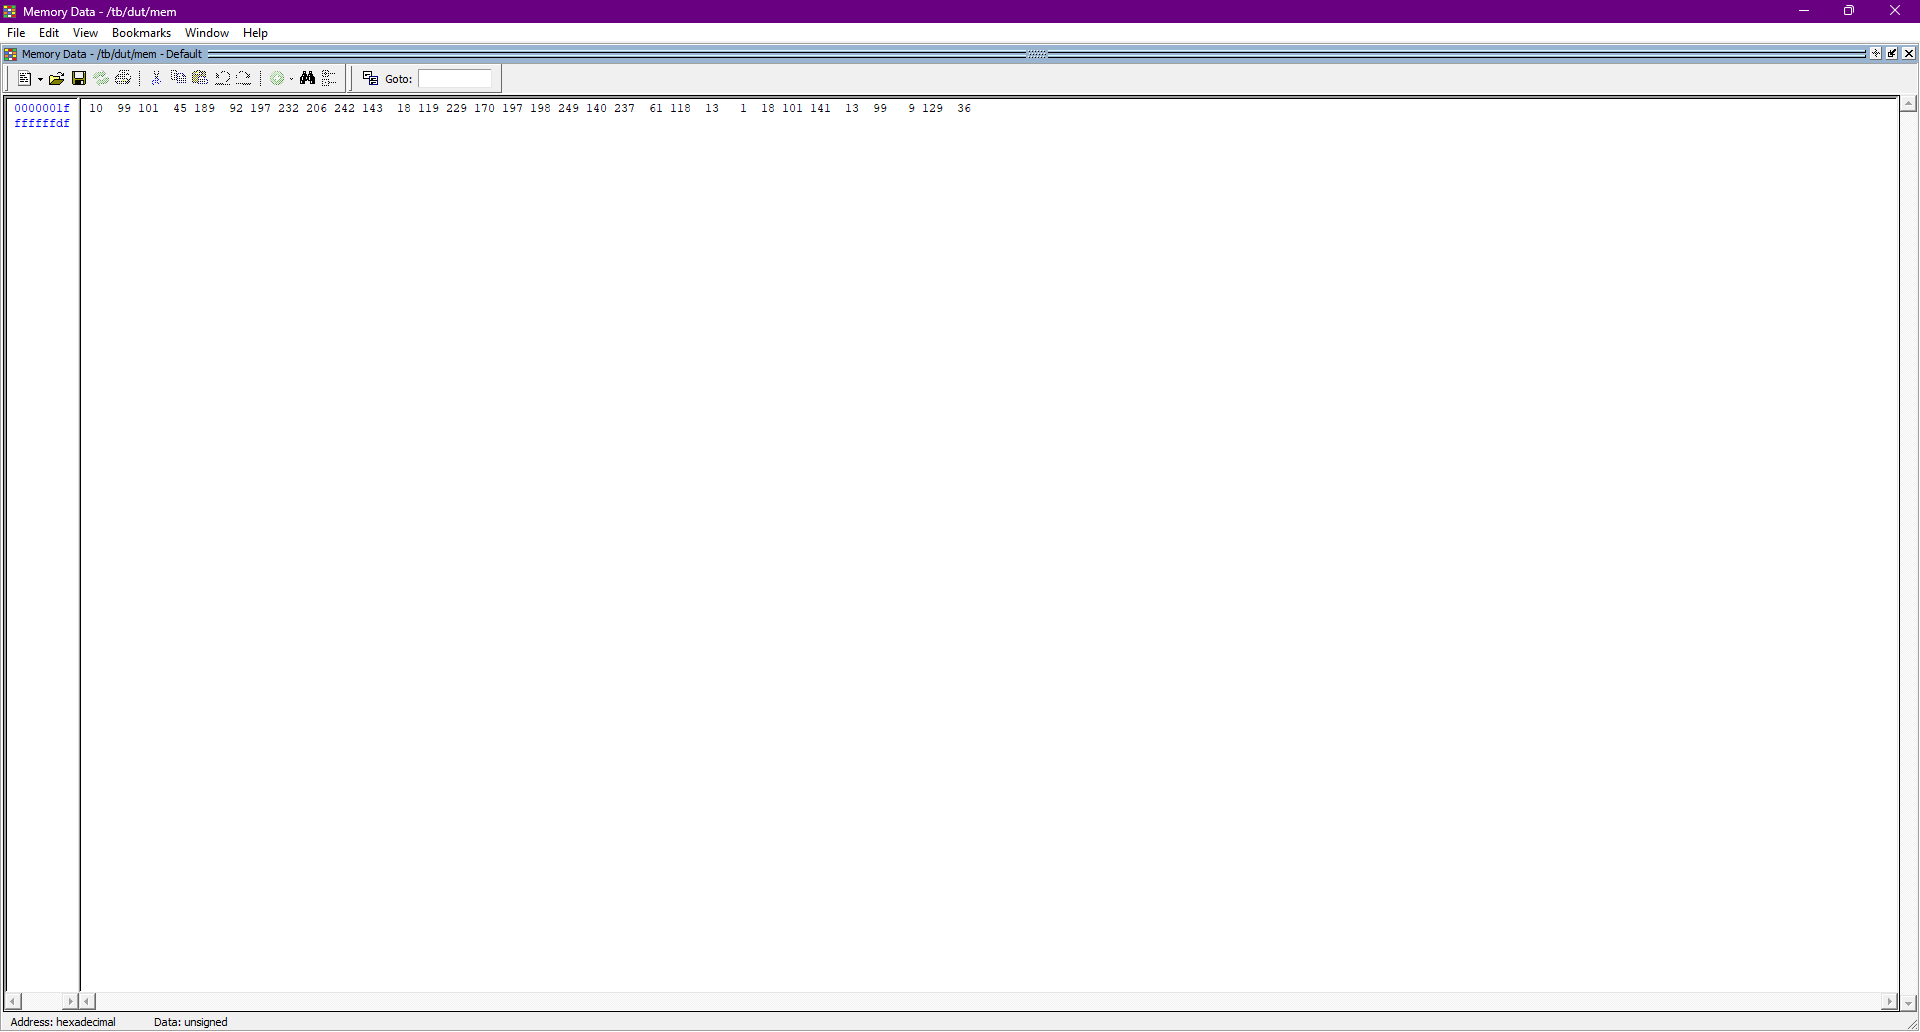 Memory Data - /tb/dut/mem
File Edit View Bookmarks Window Help
Memory Data - /tb/dut/mem - Default
Goto:
0000001f 10 99 101 45 189 92 197 232 206 242 143 18 119 229 170 197 198 249 140 237 61 118 13 1 18 101 141 13 99 9 129 36
ffffffdf
Address: hexadecimal Data: unsigned